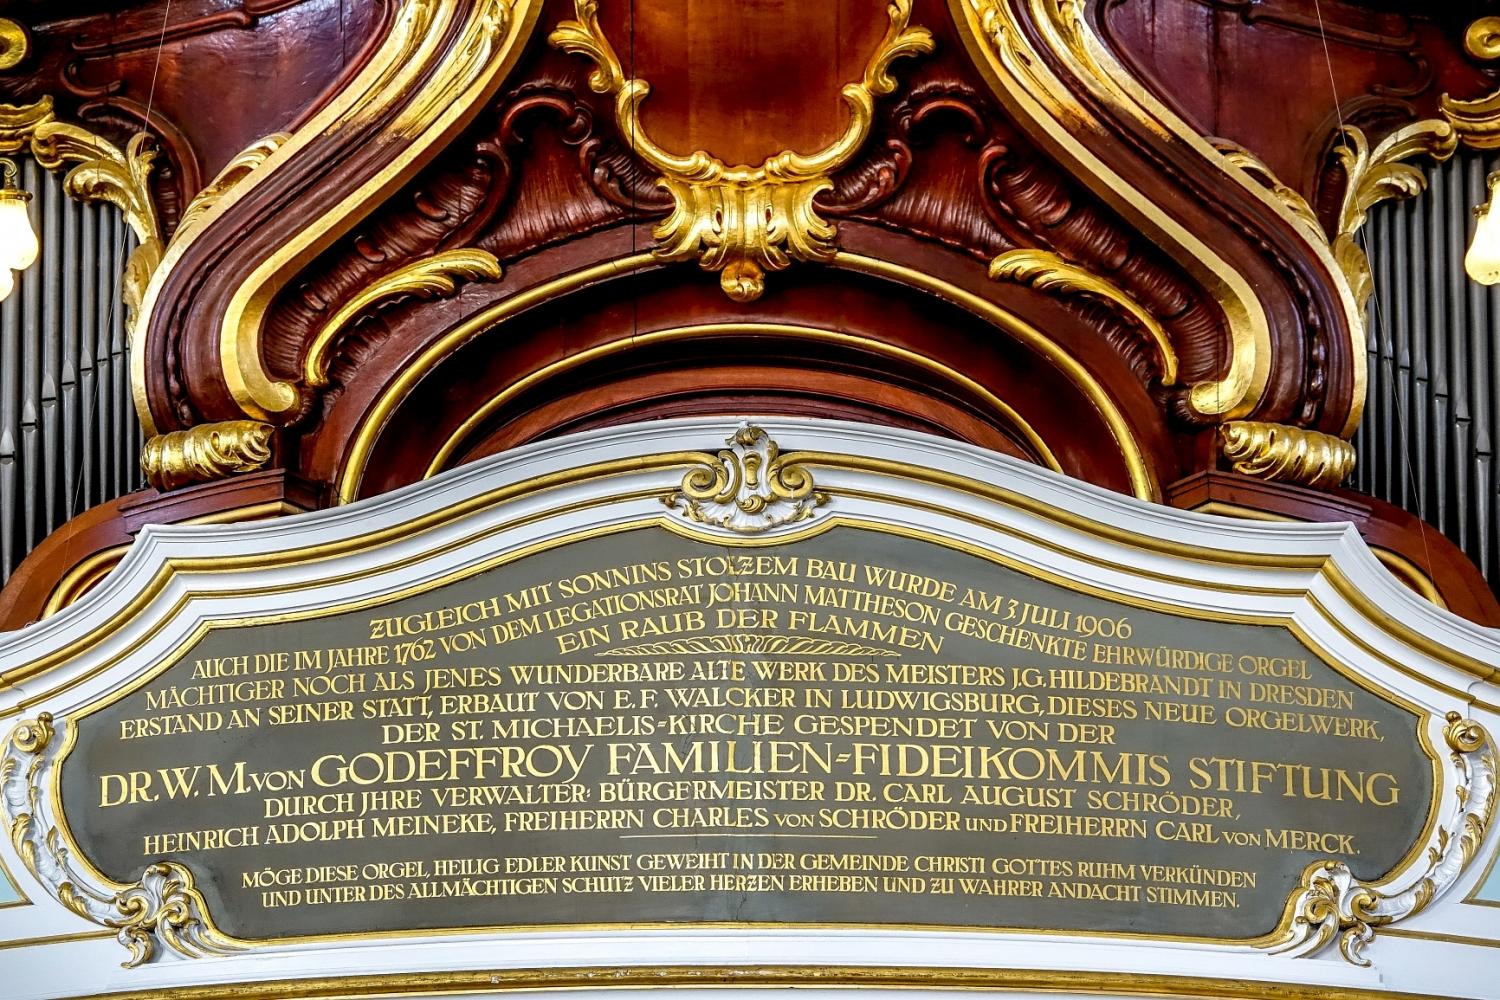 ZUGLEICH MIT SONNINS STOLZEM BAU WURDE AM 3 JULI 1906
AUCH DIE IM JAHRE 1762 VON DEM LEGATIONSRAT JOHANN MATTHESON GESCHENKTE EHRWÜRDIGE ORGEL
EIN RAUB DER FLAMMEN
MÄCHTIGER NOCH ALS JENES WUNDERBARE ALTE WERK DES MEISTERS J.G.HILDEBRANDT IN DRESDEN
ERSTAND AN SEINER STATT, ERBAUT VON E.F. WALCKER IN LUDWIGSBURG, DIESES NEUE ORGELWERK,
DER ST. MICHAELIS=KIRCHE GESPENDET VON DER
DR. W. M. VON GODEFFROY FAMILIEN=FIDEIKOMMIS STIFTUNG
DURCH JHRE VERWALTER: BÜRGERMEISTER DR. CARL AUGUST SCHRÖDER,
HEINRICH ADOLPH MEINEKE, FREIHERRN CHARLES VON SCHRÖDER UND FREIHERRN CARL VON MERCK.
MÖGE DIESE ORGEL, HEILIG EDLER KUNST GEWEIHT IN DER GEMEINDE CHRISTI GOTTES RUHM VERKÜNDEN
UND UNTER DES ALLMÄCHTIGEN SCHUTZ VIELER HERZEN ERHEBEN UND ZU WAHRER ANDACHT STIMMEN.